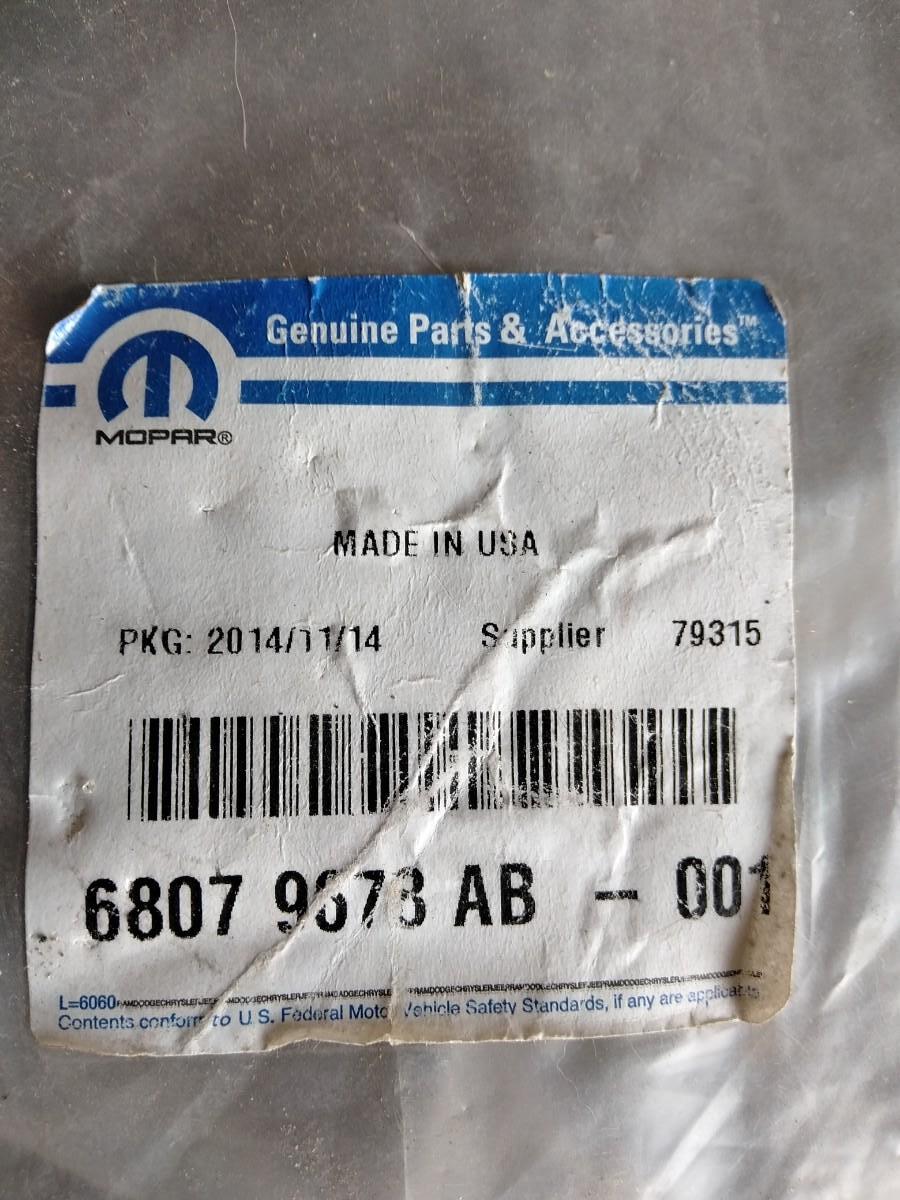 Genuine Parts & Accessories™
MOPAR®
MADE IN USA
PKG: 2014/11/14 Supplier 79315
6807 9873 AB - 001
L=6060
Contents conform to U.S. Federal Motor Vehicle Safety Standards, if any are applicable